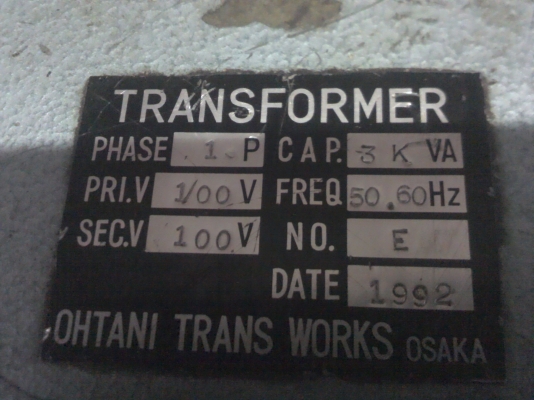 TRANSFORMER
PHASE 1 P CAP. 3K VA
PRI.V 100 V FREQ 50.60Hz
SEC.V 100 V NO. E
DATE 1992
OHTANI TRANS WORKS OSAKA